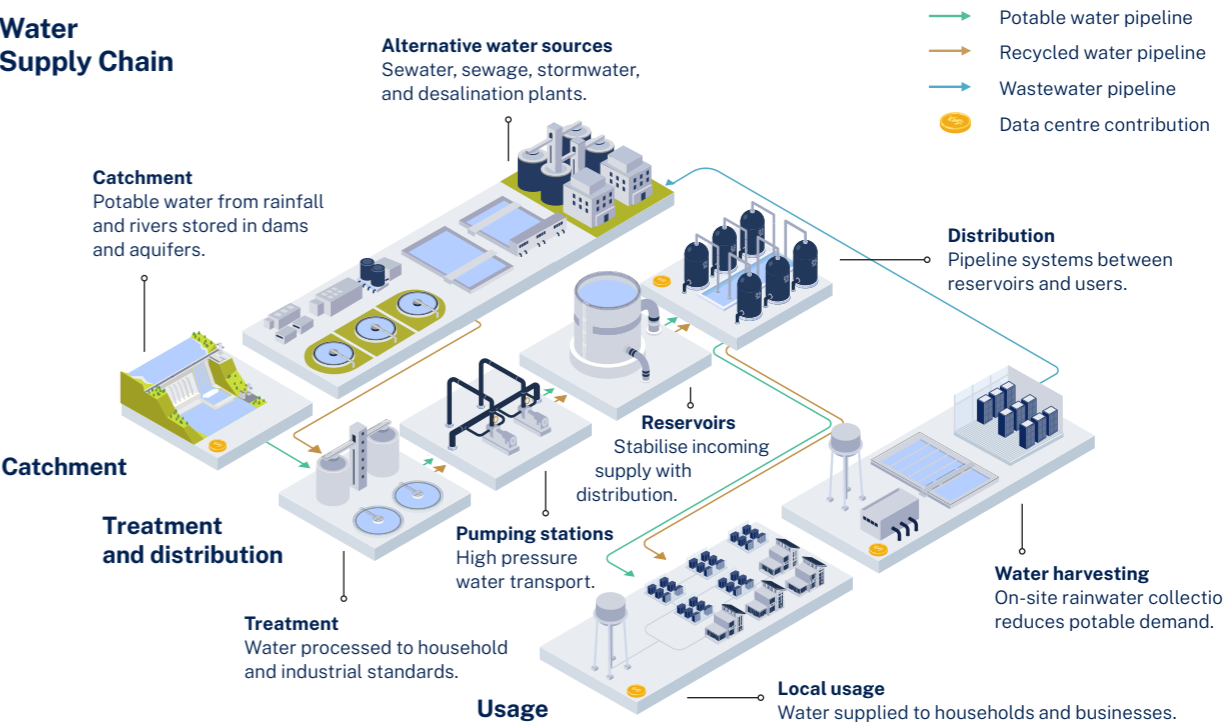 Water
Supply Chain
Potable water pipeline
Recycled water pipeline
Wastewater pipeline
Data centre contribution
Alternative water sources
Sewater, sewage, stormwater,
and desalination plants.
Catchment
Potable water from rainfall
and rivers stored in dams
and aquifers.
Distribution
Pipeline systems between
reservoirs and users.
Reservoirs
Stabilise incoming
supply with
distribution.
Catchment
Treatment
and distribution
Pumping stations
High pressure
water transport.
Water harvesting
On-site rainwater collectio
reduces potable demand.
Treatment
Water processed to household
and industrial standards.
Usage
Local usage
Water supplied to households and businesses.